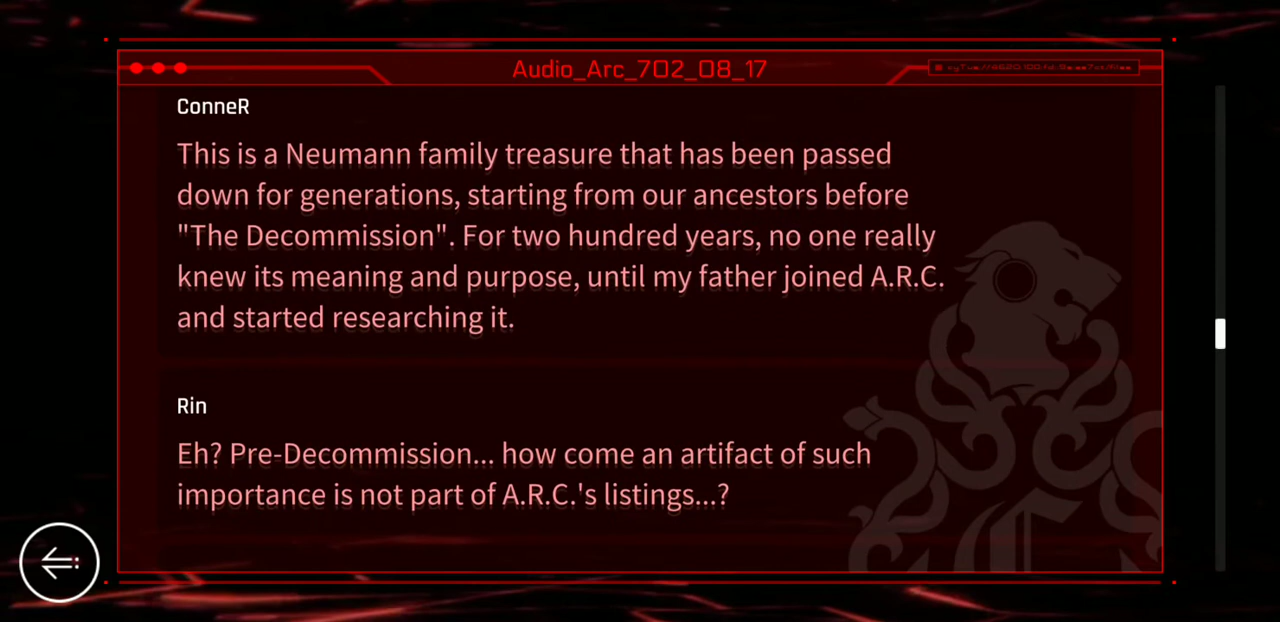 Audio_Arc_702_08_17
ConneR
This is a Neumann family treasure that has been passed
down for generations, starting from our ancestors before
"The Decommission". For two hundred years, no one really
knew its meaning and purpose, until my father joined A.R.C.
and started researching it.
Rin
Eh? Pre-Decommission... how come an artifact of such
importance is not part of A.R.C.'s listings...?